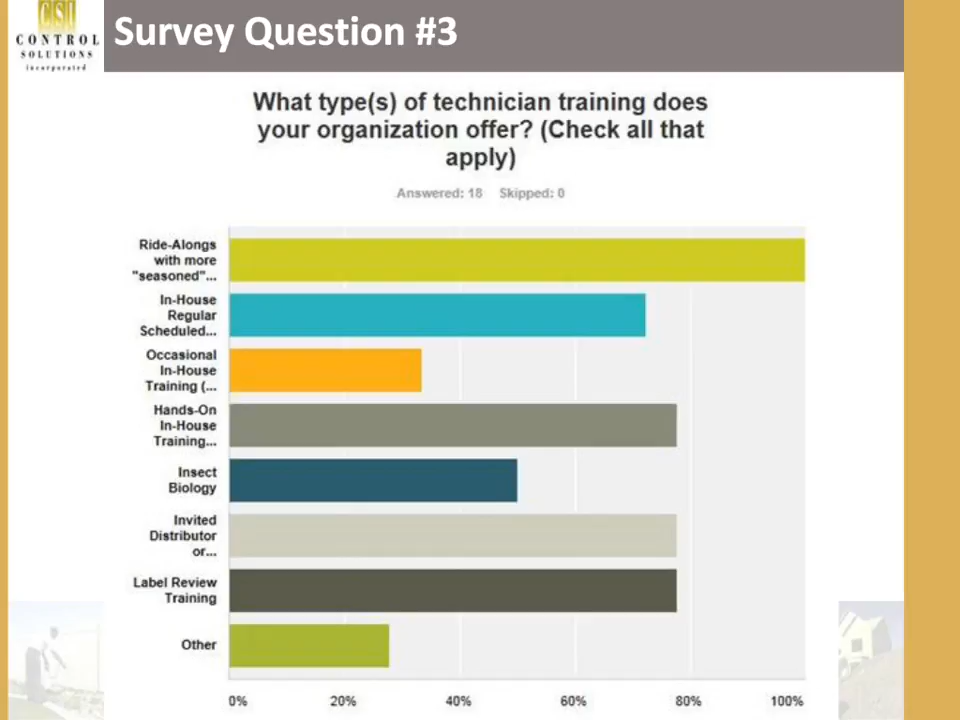 CSI
CONTROL
SOLUTIONS
incorporated
Survey Question #3
What type(s) of technician training does
your organization offer? (Check all that
apply)
Answered: 18 Skipped: 0
Ride-Alongs
with more
"seasoned"...
In-House
Regular
Scheduled...
Occasional
In-House
Training (...
Hands-On
In-House
Training...
Insect
Biology
Invited
Distributor
or...
Label Review
Training
Other
0% 20% 40% 60% 80% 100%